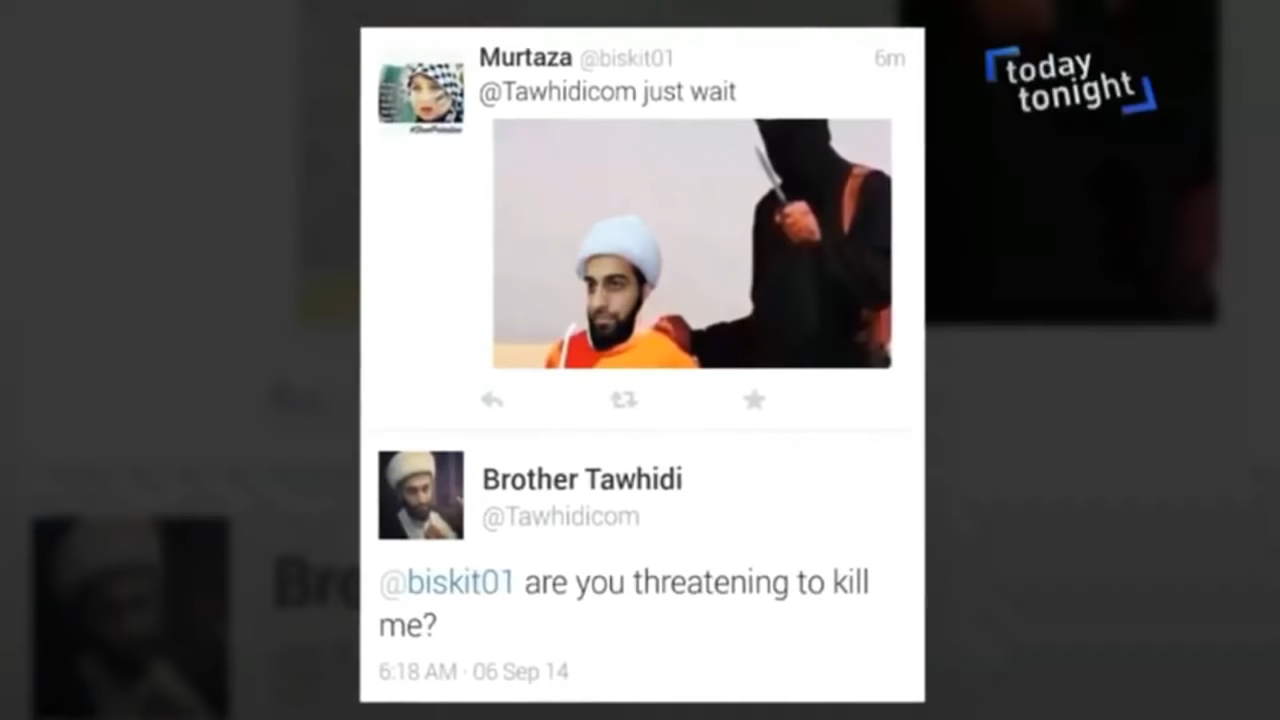 Murtaza @biskit01 6m
@Tawhidicom just wait
today
tonight
Brother Tawhidi
@Tawhidicom
@biskit01 are you threatening to kill
me?
6:18 AM · 06 Sep 14
Bro